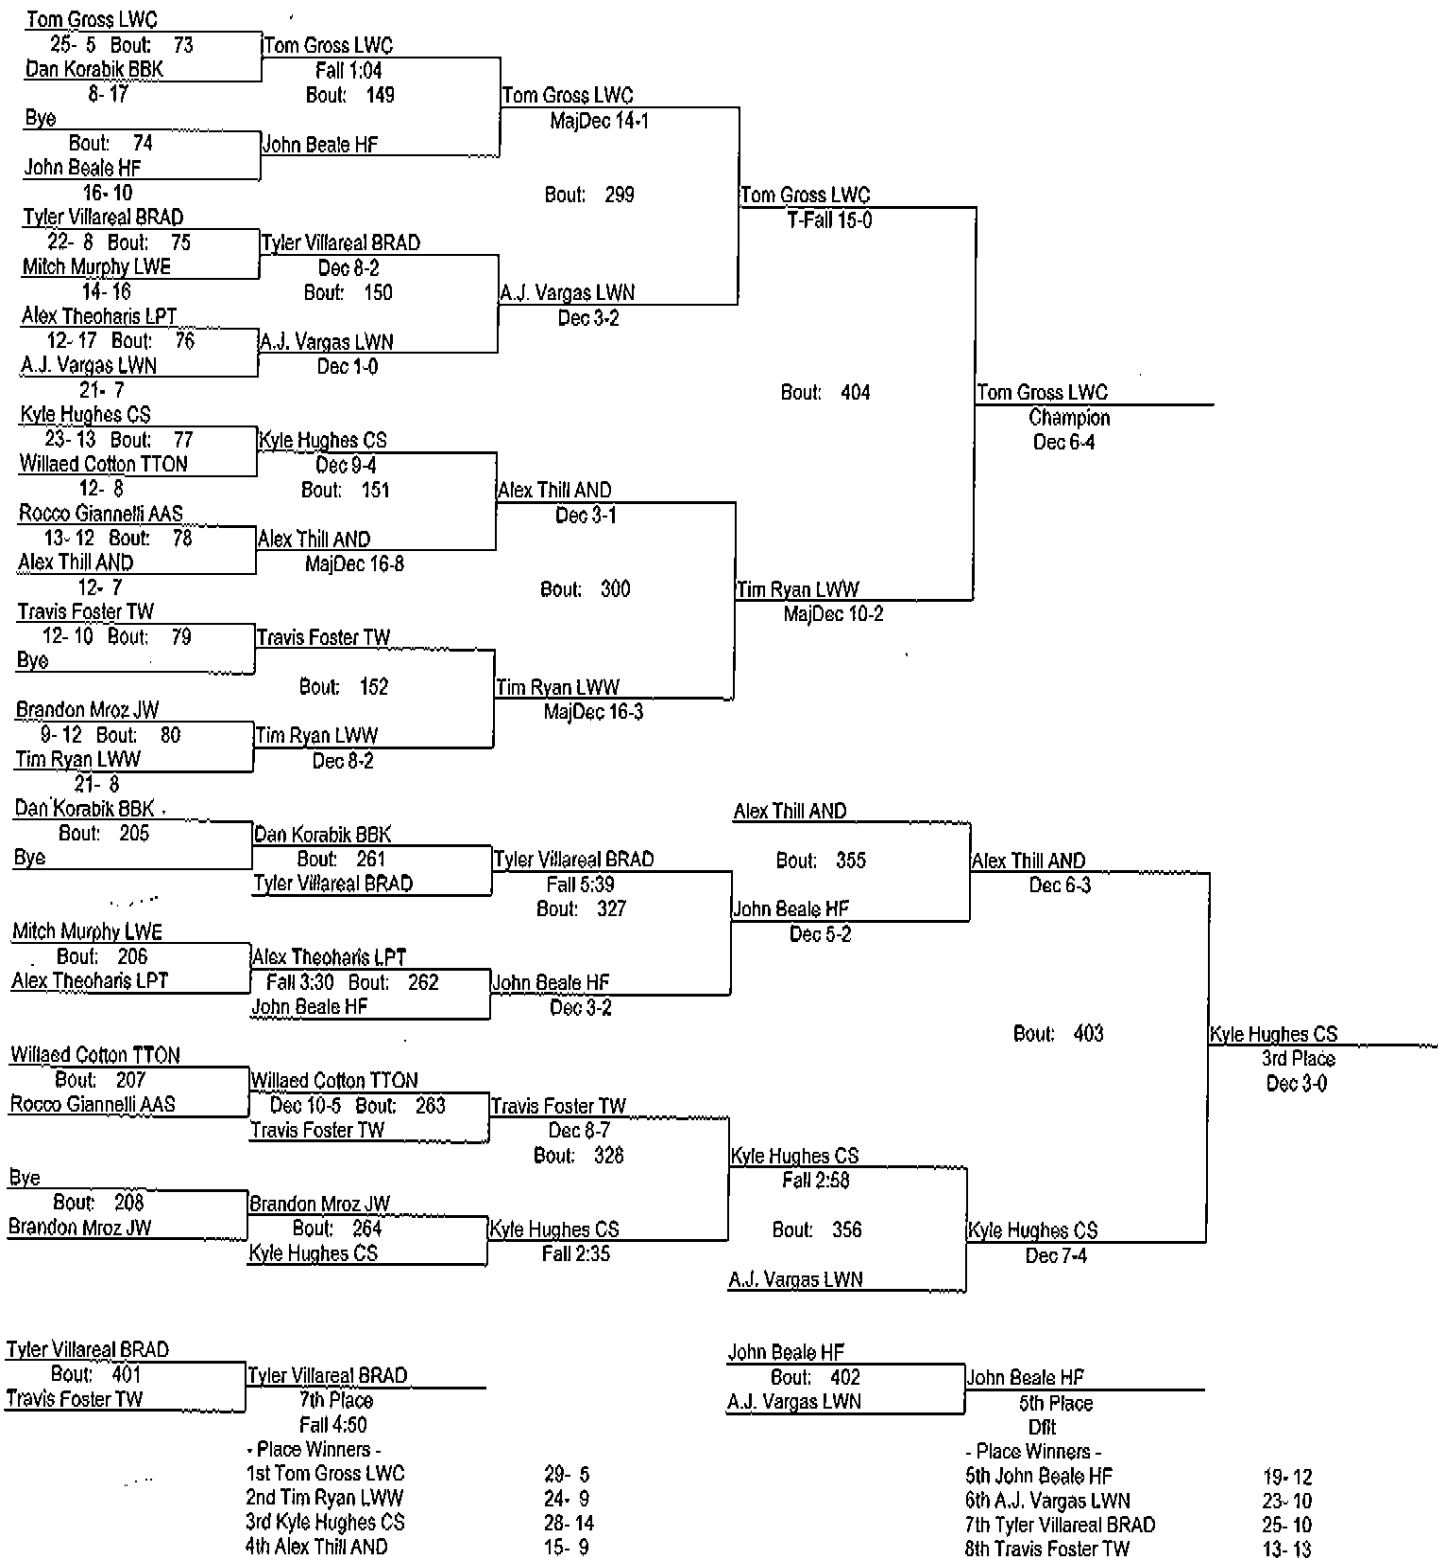 Tom Gross LWC
25- 5 Bout: 73
Dan Korabik BBK
8- 17
Tom Gross LWC
Fall 1:04
Bout: 149
Bye
Bout: 74
John Beale HF
16- 10
John Beale HF
Tom Gross LWC
MajDec 14-1
Bout: 299
Tyler Villareal BRAD
22- 8 Bout: 75
Mitch Murphy LWE
14- 16
Tyler Villareal BRAD
Dec 8-2
Bout: 150
Alex Theoharis LPT
12- 17 Bout: 76
A.J. Vargas LWN
21- 7
A.J. Vargas LWN
Dec 1-0
A.J. Vargas LWN
Dec 3-2
Tom Gross LWC
T-Fall 15-0
Bout: 404
Tom Gross LWC
Champion
Dec 6-4
Kyle Hughes CS
23- 13 Bout: 77
Willaed Cotton TTON
12- 8
Kyle Hughes CS
Dec 9-4
Bout: 151
Rocco Giannelli AAS
13- 12 Bout: 78
Alex Thill AND
12- 7
Alex Thill AND
MajDec 16-8
Alex Thill AND
Dec 3-1
Bout: 300
Travis Foster TW
12- 10 Bout: 79
Bye
Travis Foster TW
Bout: 152
Brandon Mroz JW
9- 12 Bout: 80
Tim Ryan LWW
21- 8
Tim Ryan LWW
Dec 8-2
Tim Ryan LWW
MajDec 16-3
Tim Ryan LWW
MajDec 10-2
Dan Korabik BBK
Bout: 205
Bye
Dan Korabik BBK
Bout: 261
Tyler Villareal BRAD
Tyler Villareal BRAD
Fall 5:39
Bout: 327
Mitch Murphy LWE
Bout: 206
Alex Theoharis LPT
Alex Theoharis LPT
Fall 3:30 Bout: 262
John Beale HF
John Beale HF
Dec 3-2
Alex Thill AND
Bout: 355
John Beale HF
Dec 5-2
Alex Thill AND
Dec 6-3
Bout: 403
Kyle Hughes CS
3rd Place
Dec 3-0
Willaed Cotton TTON
Bout: 207
Rocco Giannelli AAS
Willaed Cotton TTON
Dec 10-5 Bout: 263
Travis Foster TW
Travis Foster TW
Dec 8-7
Bout: 328
Bye
Bout: 208
Brandon Mroz JW
Brandon Mroz JW
Bout: 264
Kyle Hughes CS
Kyle Hughes CS
Fall 2:35
Kyle Hughes CS
Fall 2:58
Bout: 356
A.J. Vargas LWN
Kyle Hughes CS
Dec 7-4
Tyler Villareal BRAD
Bout: 401
Travis Foster TW
Tyler Villareal BRAD
7th Place
Fall 4:50
John Beale HF
Bout: 402
A.J. Vargas LWN
John Beale HF
5th Place
Dflt
- Place Winners -
1st Tom Gross LWC 29- 5
2nd Tim Ryan LWW 24- 9
3rd Kyle Hughes CS 28- 14
4th Alex Thill AND 15- 9
- Place Winners -
5th John Beale HF 19- 12
6th A.J. Vargas LWN 23- 10
7th Tyler Villareal BRAD 25- 10
8th Travis Foster TW 13- 13